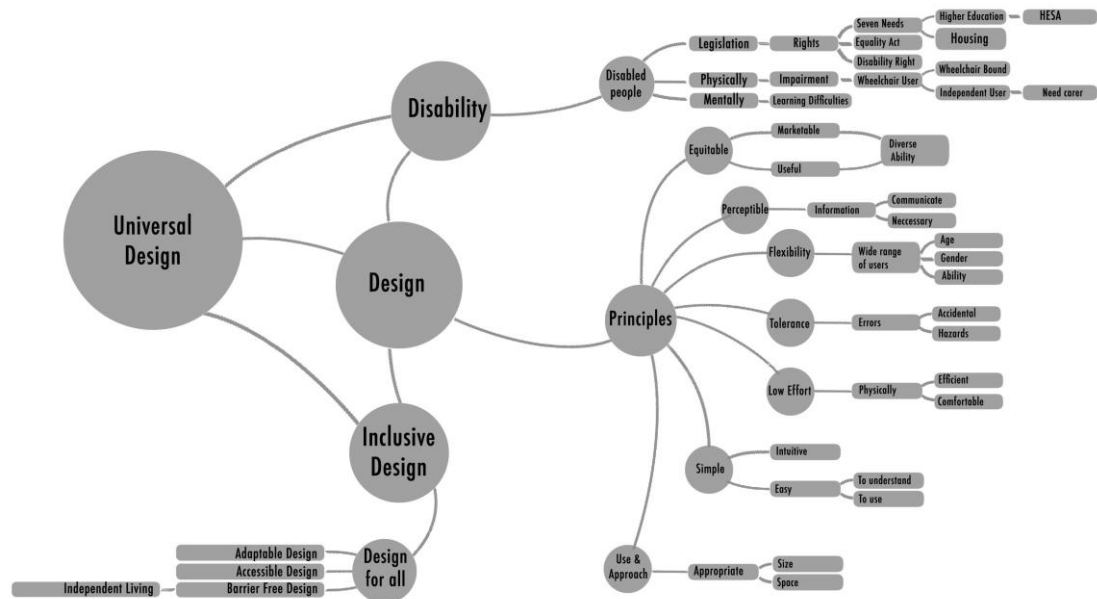 Universal
Design
Disability
Design
Inclusive
Design
Design
for all
Adaptable Design
Accessible Design
Barrier Free Design
Independent Living
Disabled
people
Legislation
Rights
Seven Needs
Higher Education
HESA
Housing
Equality Act
Disability Right
Physically
Impairment
Wheelchair User
Wheelchair Bound
Independent User
Need carer
Mentally
Learning Difficulties
Principles
Equitable
Marketable
Useful
Diverse
Ability
Perceptible
Information
Communicate
Neccessary
Flexibility
Wide range
of users
Age
Gender
Ability
Tolerance
Errors
Accidental
Hazards
Low Effort
Physically
Efficient
Comfortable
Simple
Intuitive
Easy
To understand
To use
Use &
Approach
Appropriate
Size
Space